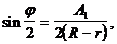 sin φ/2 = A₁/2(R − r),